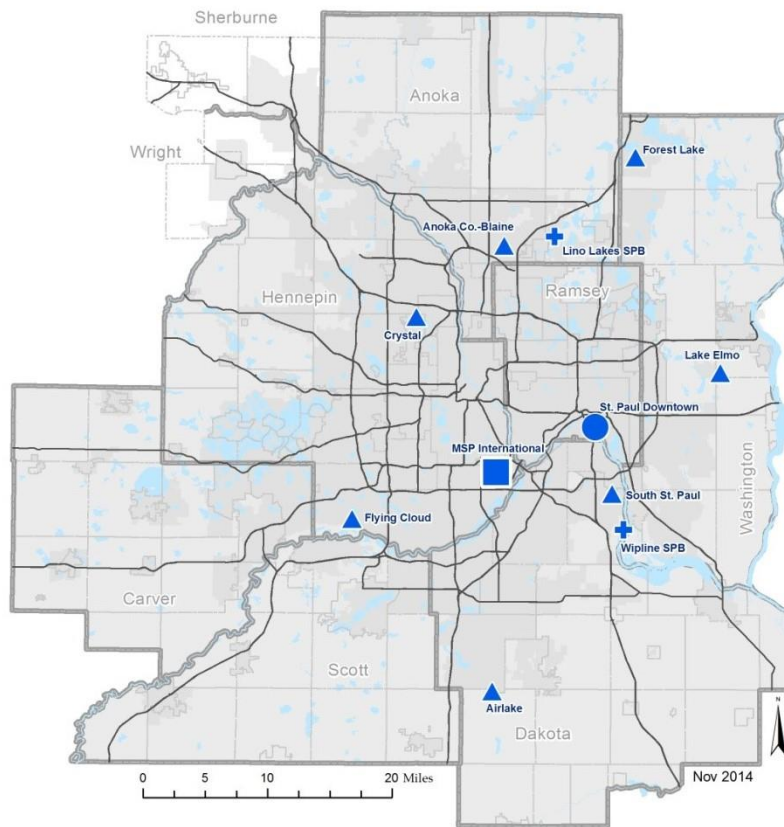 Sherburne
Anoka
Wright
Forest Lake
Anoka Co.-Blaine
Lino Lakes SPB
Hennepin
Ramsey
Crystal
Lake Elmo
St. Paul Downtown
MSP International
South St. Paul
Washington
Flying Cloud
Wipline SPB
Carver
Scott
Airlake
Dakota
N
Nov 2014
0 5 10 20 Miles